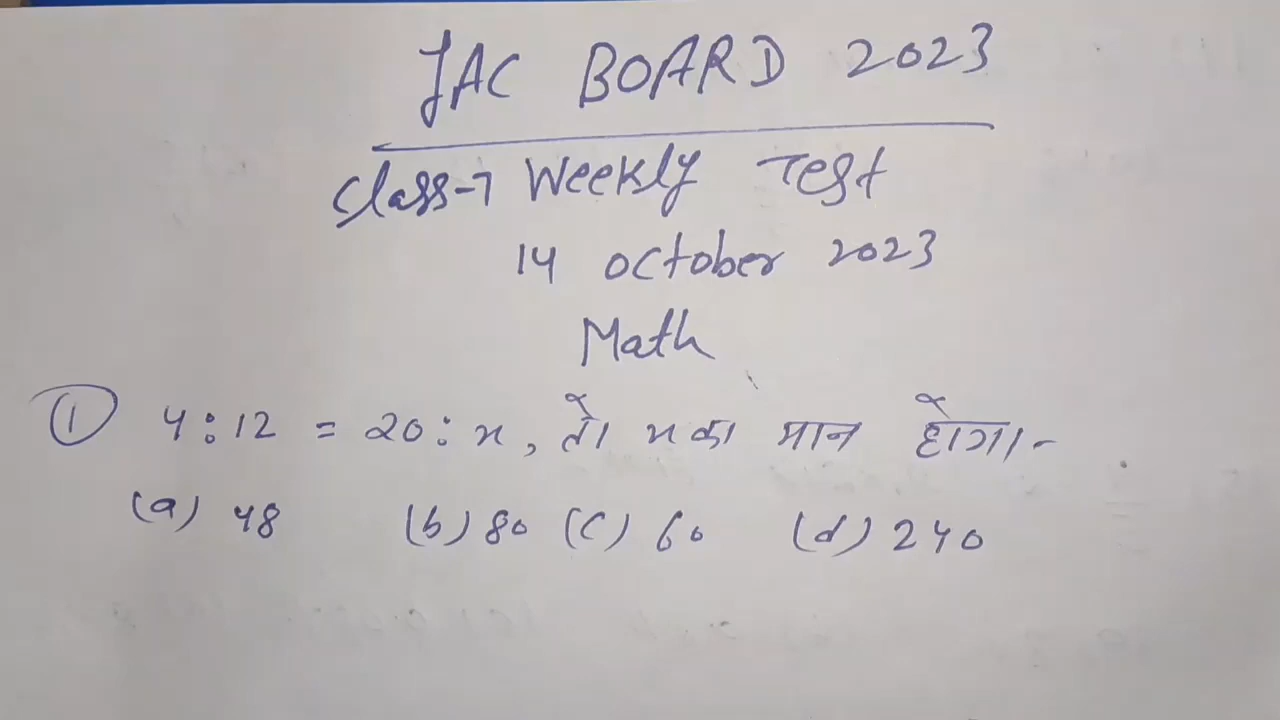 JAC BOARD 2023
Class-7 Weekly Test
14 October 2023
Math
① 4:12 = 20:x, तो x का मान होगा-
(a) 48 (b) 80 (c) 60 (d) 240